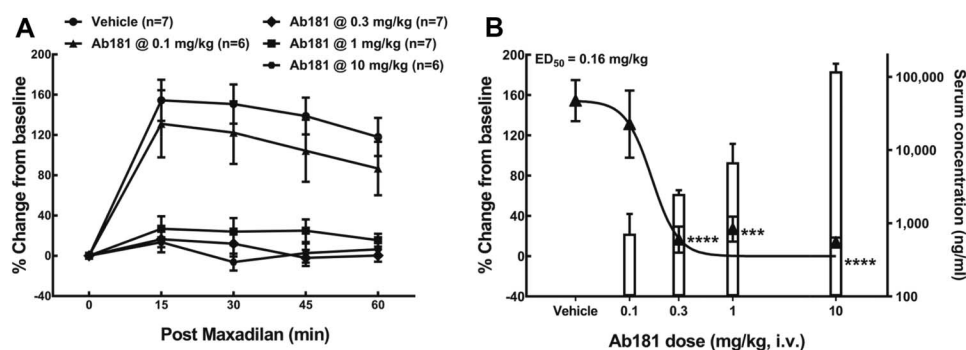 A
Vehicle (n=7)
Ab181 @ 0.1 mg/kg (n=6)
Ab181 @ 0.3 mg/kg (n=7)
Ab181 @ 1 mg/kg (n=7)
Ab181 @ 10 mg/kg (n=6)
% Change from baseline
200
160
120
80
40
0
-40
0 15 30 45 60
Post Maxadilan (min)
B
ED50 = 0.16 mg/kg
% Change from baseline
200
160
120
80
40
0
-40
****
***
****
100,000
10,000
1,000
100
Serum concentration
(ng/ml)
Vehicle 0.1 0.3 1 10
Ab181 dose (mg/kg, i.v.)